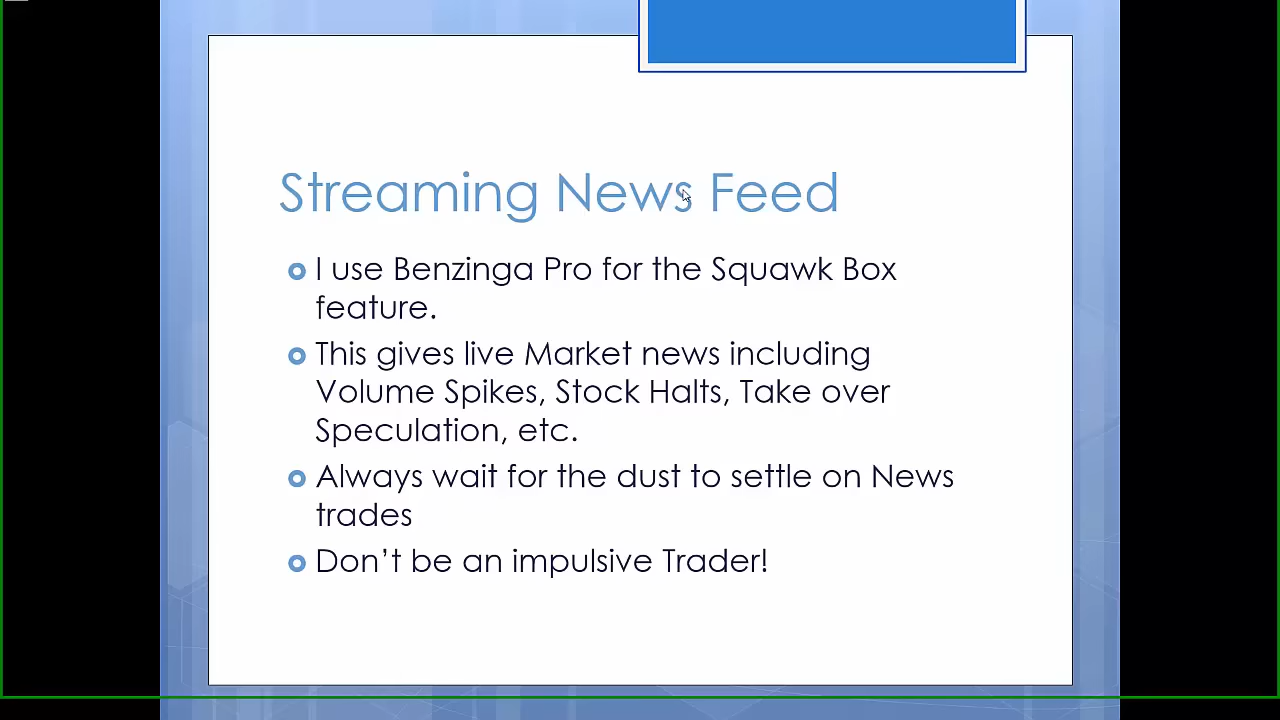 Streaming News Feed
I use Benzinga Pro for the Squawk Box
feature.
This gives live Market news including
Volume Spikes, Stock Halts, Take over
Speculation, etc.
Always wait for the dust to settle on News
trades
Don’t be an impulsive Trader!